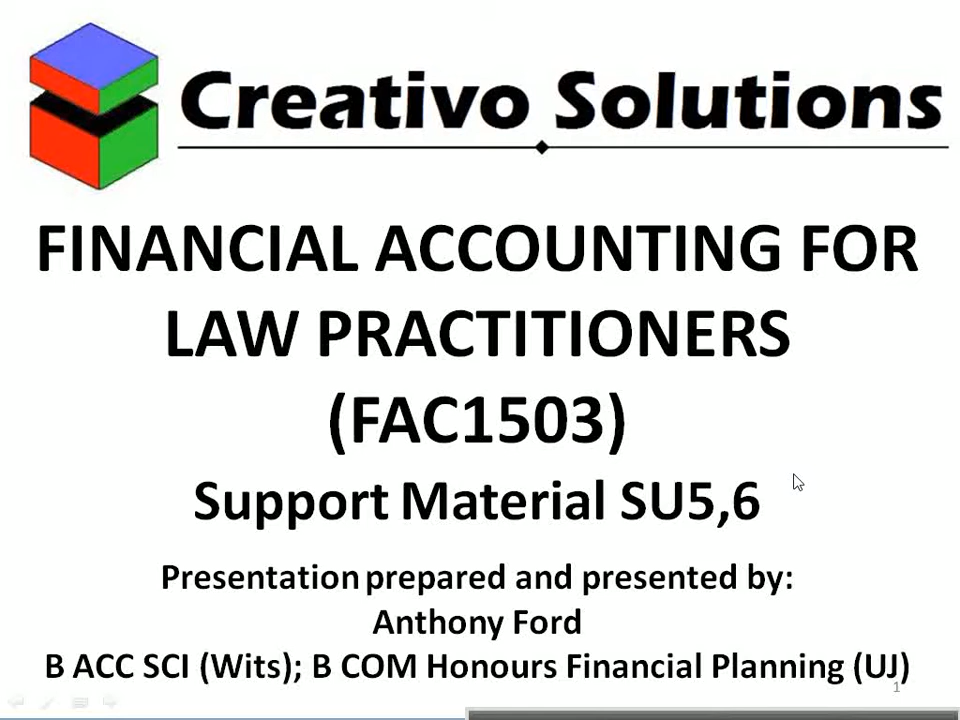 Creativo Solutions
FINANCIAL ACCOUNTING FOR
LAW PRACTITIONERS
(FAC1503)
Support Material SU5,6
Presentation prepared and presented by:
Anthony Ford
B ACC SCI (Wits); B COM Honours Financial Planning (UJ)
1